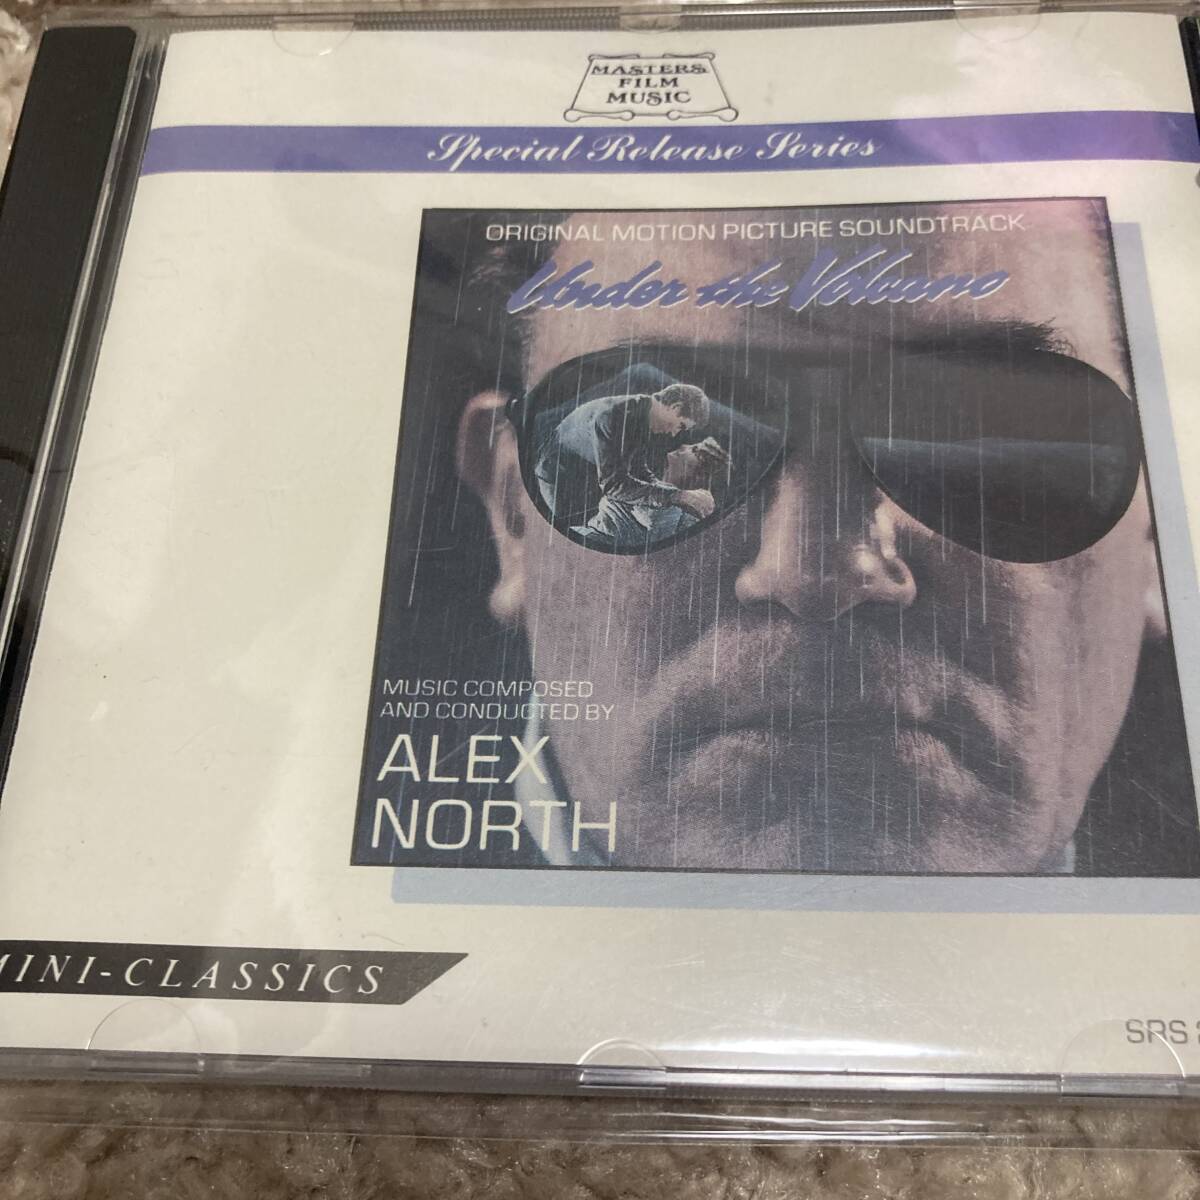 MASTERS
FILM
MUSIC
Special Release Series
ORIGINAL MOTION PICTURE SOUNDTRACK
Under the Volcano
MUSIC COMPOSED
AND CONDUCTED BY
ALEX
NORTH
MINI-CLASSICS
SRS